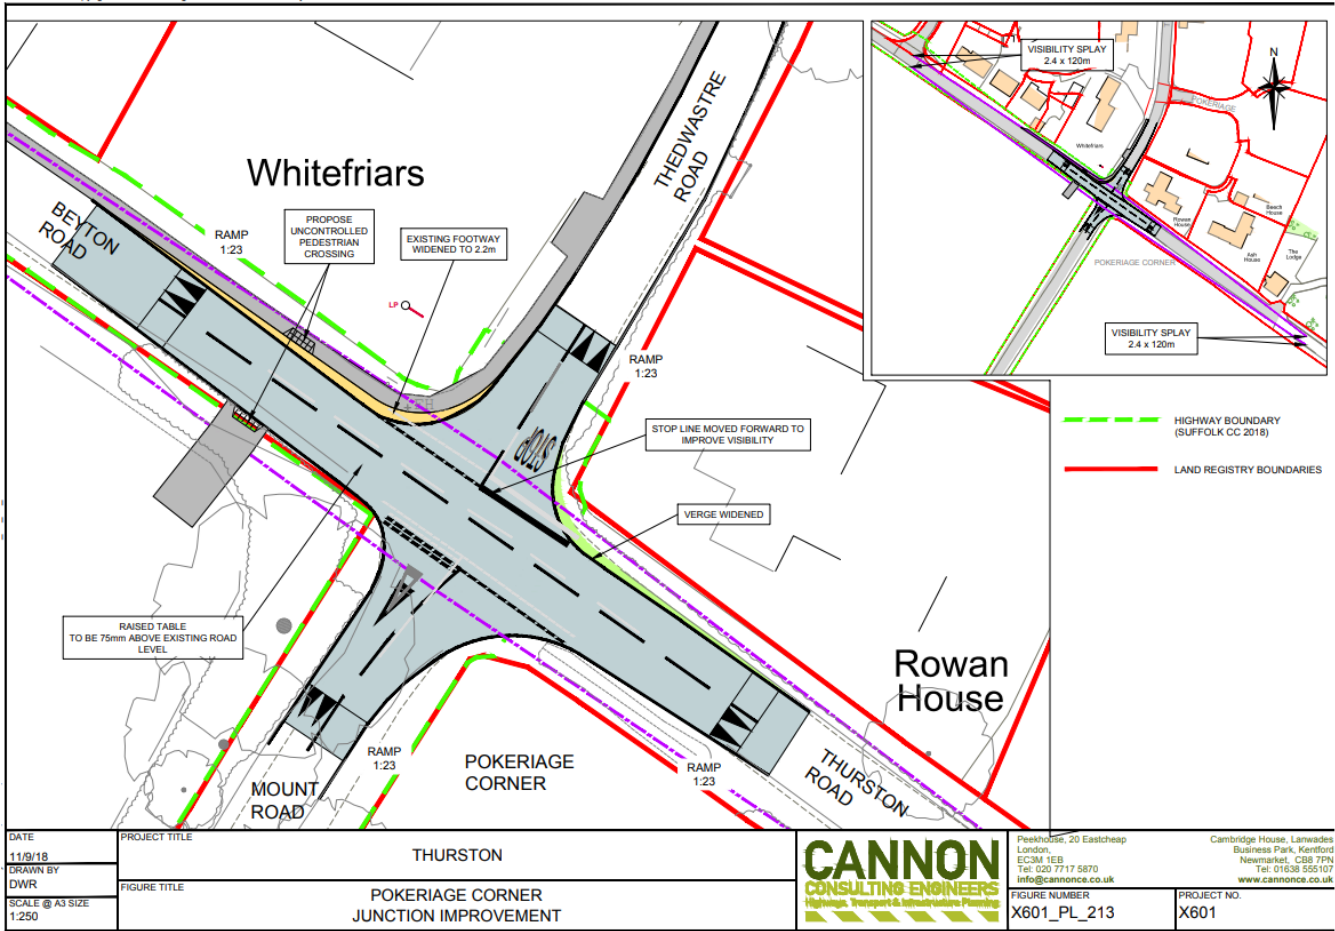 Whitefriars
THEDWASTRE
ROAD
BEYTON
ROAD
RAMP
1:23
PROPOSE
UNCONTROLLED
PEDESTRIAN
CROSSING
EXISTING FOOTWAY
WIDENED TO 2.2m
LP
RAMP
1:23
STOP
STOP LINE MOVED FORWARD TO
IMPROVE VISIBILITY
VERGE WIDENED
RAISED TABLE
TO BE 75mm ABOVE EXISTING ROAD
LEVEL
Rowan
House
RAMP
1:23
MOUNT
ROAD
POKERIAGE
CORNER
RAMP
1:23
THURSTON
ROAD
VISIBILITY SPLAY
2.4 x 120m
N
POKERIAGE
Whitefriars
Rowan
House
Beech
House
Ash
House
The
Lodge
POKERIAGE CORNER
VISIBILITY SPLAY
2.4 x 120m
HIGHWAY BOUNDARY
(SUFFOLK CC 2018)
LAND REGISTRY BOUNDARIES
DATE
11/9/18
DRAWN BY
DWR
SCALE @ A3 SIZE
1:250
PROJECT TITLE
THURSTON
FIGURE TITLE
POKERIAGE CORNER
JUNCTION IMPROVEMENT
CANNON
CONSULTING ENGINEERS
Highways, Transport & Infrastructure Planning
Peekhouse, 20 Eastcheap
London,
EC3M 1EB
Tel: 020 7717 5870
info@cannonce.co.uk
Cambridge House, Lanwades
Business Park, Kentford
Newmarket, CB8 7PN
Tel: 01638 555107
www.cannonce.co.uk
FIGURE NUMBER
X601_PL_213
PROJECT NO.
X601